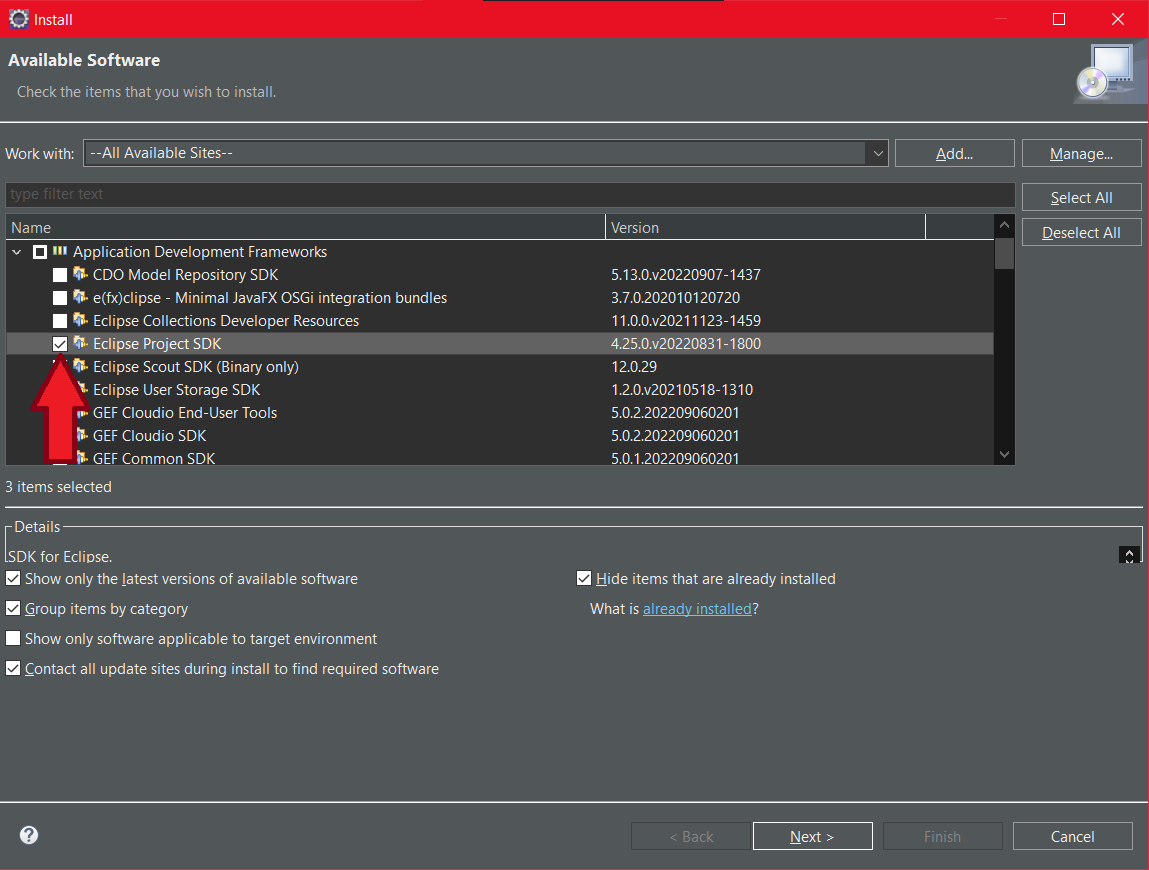 Install
Available Software
Check the items that you wish to install.
Work with: --All Available Sites-- Add... Manage...
type filter text
Select All
Name Version
Deselect All
Application Development Frameworks
CDO Model Repository SDK 5.13.0.v20220907-1437
e(fx)clipse - Minimal JavaFX OSGi integration bundles 3.7.0.202010120720
Eclipse Collections Developer Resources 11.0.0.v20211123-1459
Eclipse Project SDK 4.25.0.v20220831-1800
Eclipse Scout SDK (Binary only) 12.0.29
Eclipse User Storage SDK 1.2.0.v20210518-1310
GEF Cloudio End-User Tools 5.0.2.202209060201
GEF Cloudio SDK 5.0.2.202209060201
GEF Common SDK 5.0.1.202209060201
3 items selected
Details
SDK for Eclipse.
Show only the latest versions of available software Hide items that are already installed
Group items by category What is already installed?
Show only software applicable to target environment
Contact all update sites during install to find required software
? < Back Next > Finish Cancel